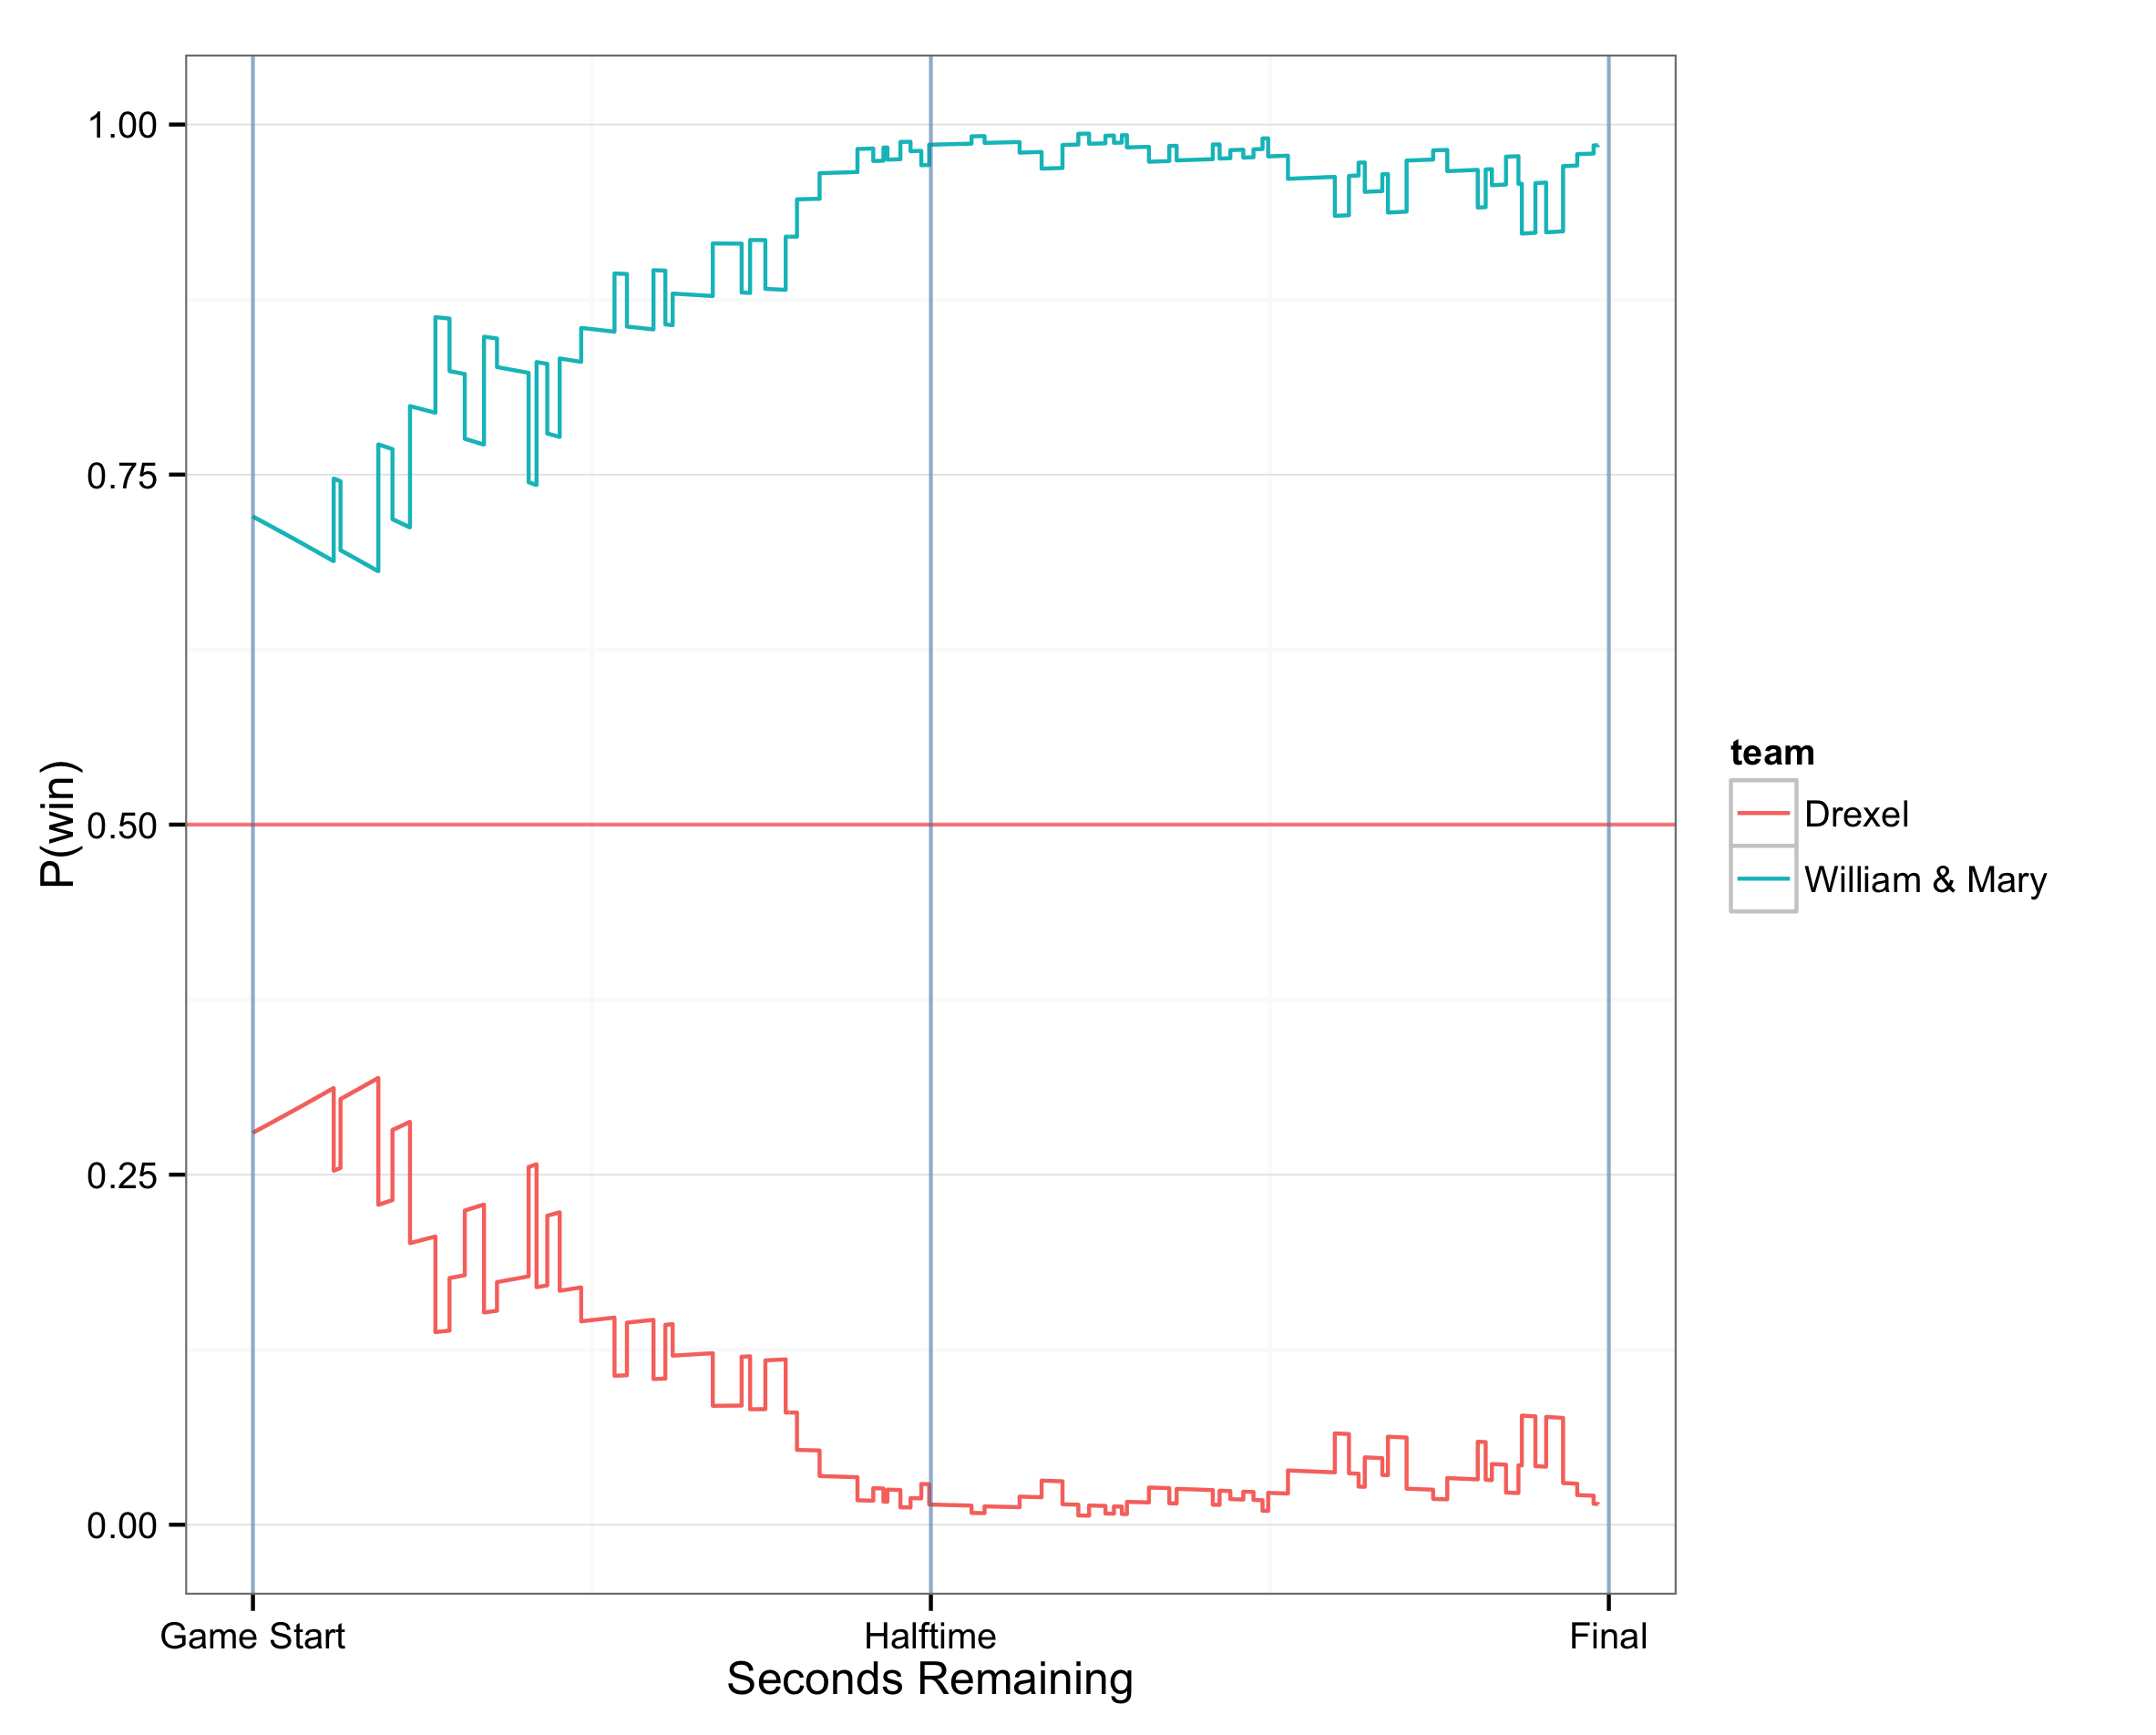 1.00
0.75
0.50
0.25
0.00
P(win)
Game Start
Halftime
Final
Seconds Remaining
team
Drexel
William & Mary